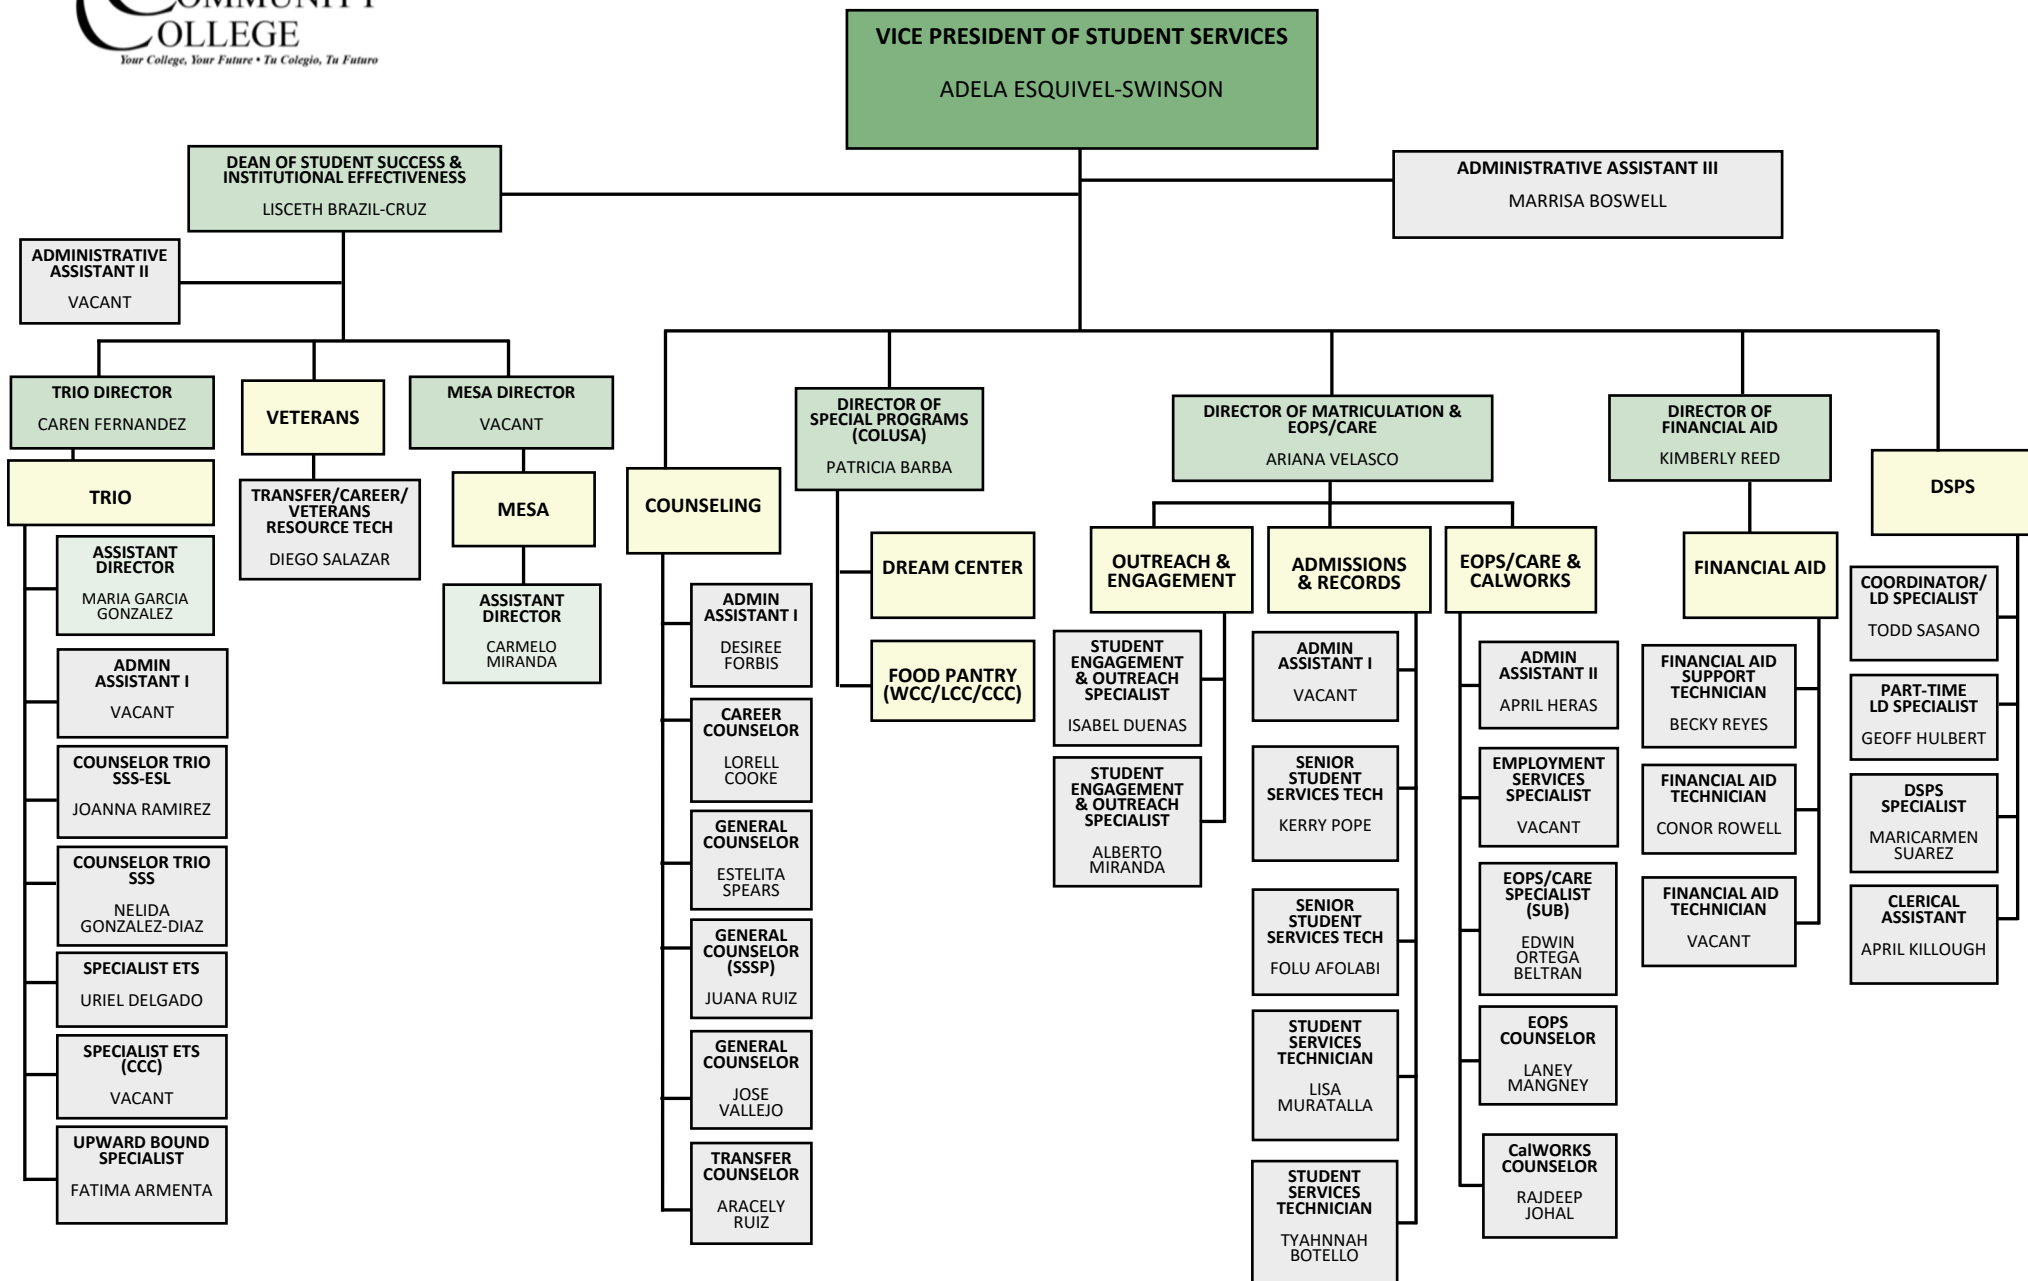 COMMUNITY
COLLEGE
Your College, Your Future • Tu Colegio, Tu Futuro
VICE PRESIDENT OF STUDENT SERVICES
ADELA ESQUIVEL-SWINSON
DEAN OF STUDENT SUCCESS &
INSTITUTIONAL EFFECTIVENESS
LISCETH BRAZIL-CRUZ
ADMINISTRATIVE ASSISTANT III
MARRISA BOSWELL
ADMINISTRATIVE
ASSISTANT II
VACANT
TRIO DIRECTOR
CAREN FERNANDEZ
TRIO
ASSISTANT
DIRECTOR
MARIA GARCIA
GONZALEZ
ADMIN
ASSISTANT I
VACANT
COUNSELOR TRIO
SSS-ESL
JOANNA RAMIREZ
COUNSELOR TRIO
SSS
NELIDA
GONZALEZ-DIAZ
SPECIALIST ETS
URIEL DELGADO
SPECIALIST ETS
(CCC)
VACANT
UPWARD BOUND
SPECIALIST
FATIMA ARMENTA
VETERANS
TRANSFER/CAREER/
VETERANS
RESOURCE TECH
DIEGO SALAZAR
MESA DIRECTOR
VACANT
MESA
ASSISTANT
DIRECTOR
CARMELO
MIRANDA
COUNSELING
ADMIN
ASSISTANT I
DESIREE
FORBIS
CAREER
COUNSELOR
LORELL
COOKE
GENERAL
COUNSELOR
ESTELITA
SPEARS
GENERAL
COUNSELOR
(SSSP)
JUANA RUIZ
GENERAL
COUNSELOR
JOSE
VALLEJO
TRANSFER
COUNSELOR
ARACELY
RUIZ
DIRECTOR OF
SPECIAL PROGRAMS
(COLUSA)
PATRICIA BARBA
DREAM CENTER
FOOD PANTRY
(WCC/LCC/CCC)
DIRECTOR OF MATRICULATION &
EOPS/CARE
ARIANA VELASCO
OUTREACH &
ENGAGEMENT
STUDENT
ENGAGEMENT
& OUTREACH
SPECIALIST
ISABEL DUENAS
STUDENT
ENGAGEMENT
& OUTREACH
SPECIALIST
ALBERTO
MIRANDA
ADMISSIONS
& RECORDS
ADMIN
ASSISTANT I
VACANT
SENIOR
STUDENT
SERVICES TECH
KERRY POPE
SENIOR
STUDENT
SERVICES TECH
FOLU AFOLABI
STUDENT
SERVICES
TECHNICIAN
LISA
MURATALLA
STUDENT
SERVICES
TECHNICIAN
TYAHNNAH
BOTELLO
EOPS/CARE &
CALWORKS
ADMIN
ASSISTANT II
APRIL HERAS
EMPLOYMENT
SERVICES
SPECIALIST
VACANT
EOPS/CARE
SPECIALIST
(SUB)
EDWIN
ORTEGA
BELTRAN
EOPS
COUNSELOR
LANEY
MANGNEY
CalWORKS
COUNSELOR
RAJDEEP
JOHAL
DIRECTOR OF
FINANCIAL AID
KIMBERLY REED
FINANCIAL AID
FINANCIAL AID
SUPPORT
TECHNICIAN
BECKY REYES
FINANCIAL AID
TECHNICIAN
CONOR ROWELL
FINANCIAL AID
TECHNICIAN
VACANT
DSPS
COORDINATOR/
LD SPECIALIST
TODD SASANO
PART-TIME
LD SPECIALIST
GEOFF HULBERT
DSPS
SPECIALIST
MARICARMEN
SUAREZ
CLERICAL
ASSISTANT
APRIL KILLOUGH